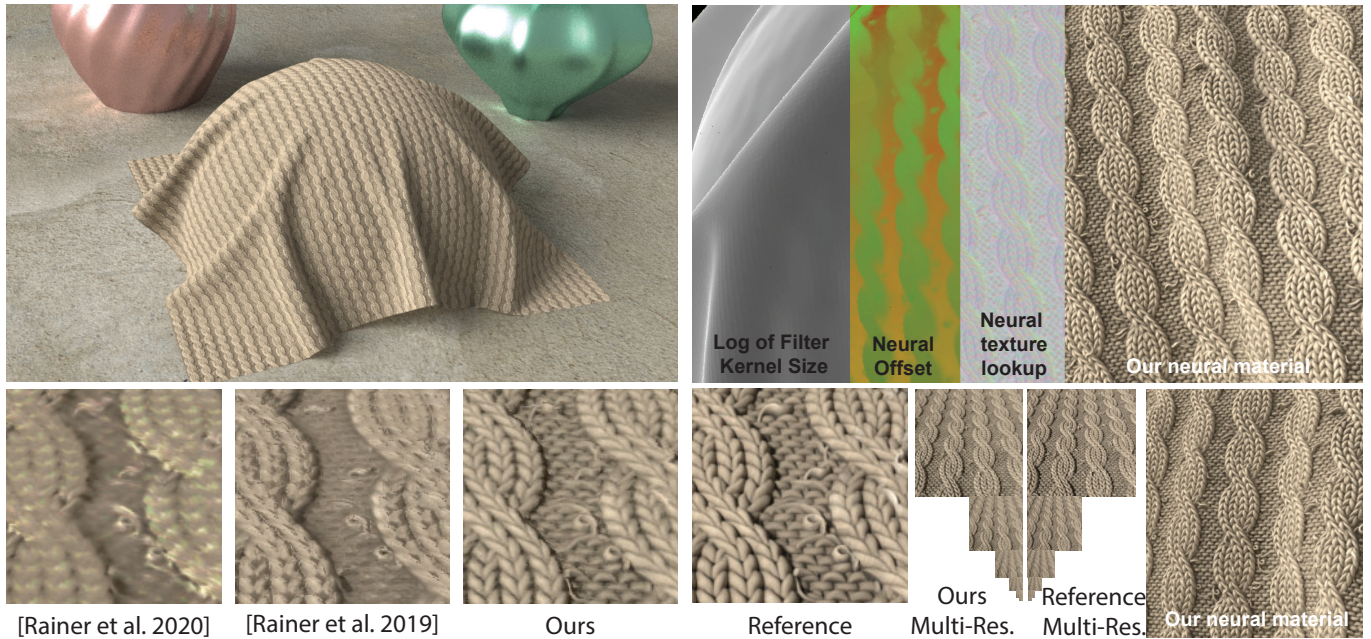 Log of Filter
Kernel Size
Neural
Offset
Neural
texture
lookup
Our neural material
[Rainer et al. 2020]
[Rainer et al. 2019]
Ours
Reference
Ours
Multi-Res.
Reference
Multi-Res.
Our neural material